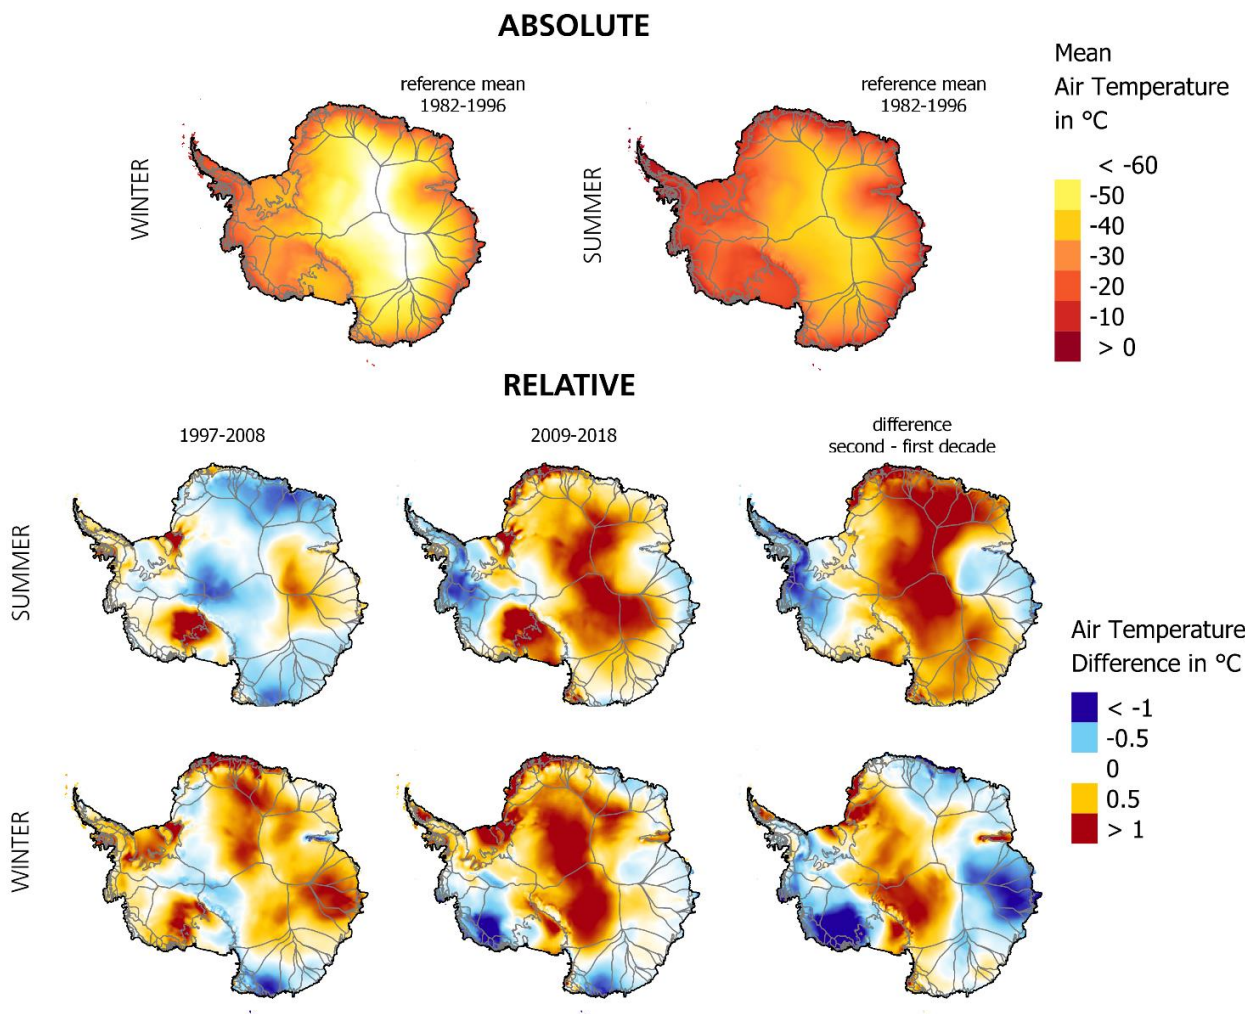 ABSOLUTE
reference mean
1982-1996
reference mean
1982-1996
WINTER
SUMMER
Mean
Air Temperature
in °C
< -60
-50
-40
-30
-20
-10
> 0
RELATIVE
1997-2008
2009-2018
difference
second - first decade
SUMMER
WINTER
Air Temperature
Difference in °C
< -1
-0.5
0
0.5
> 1